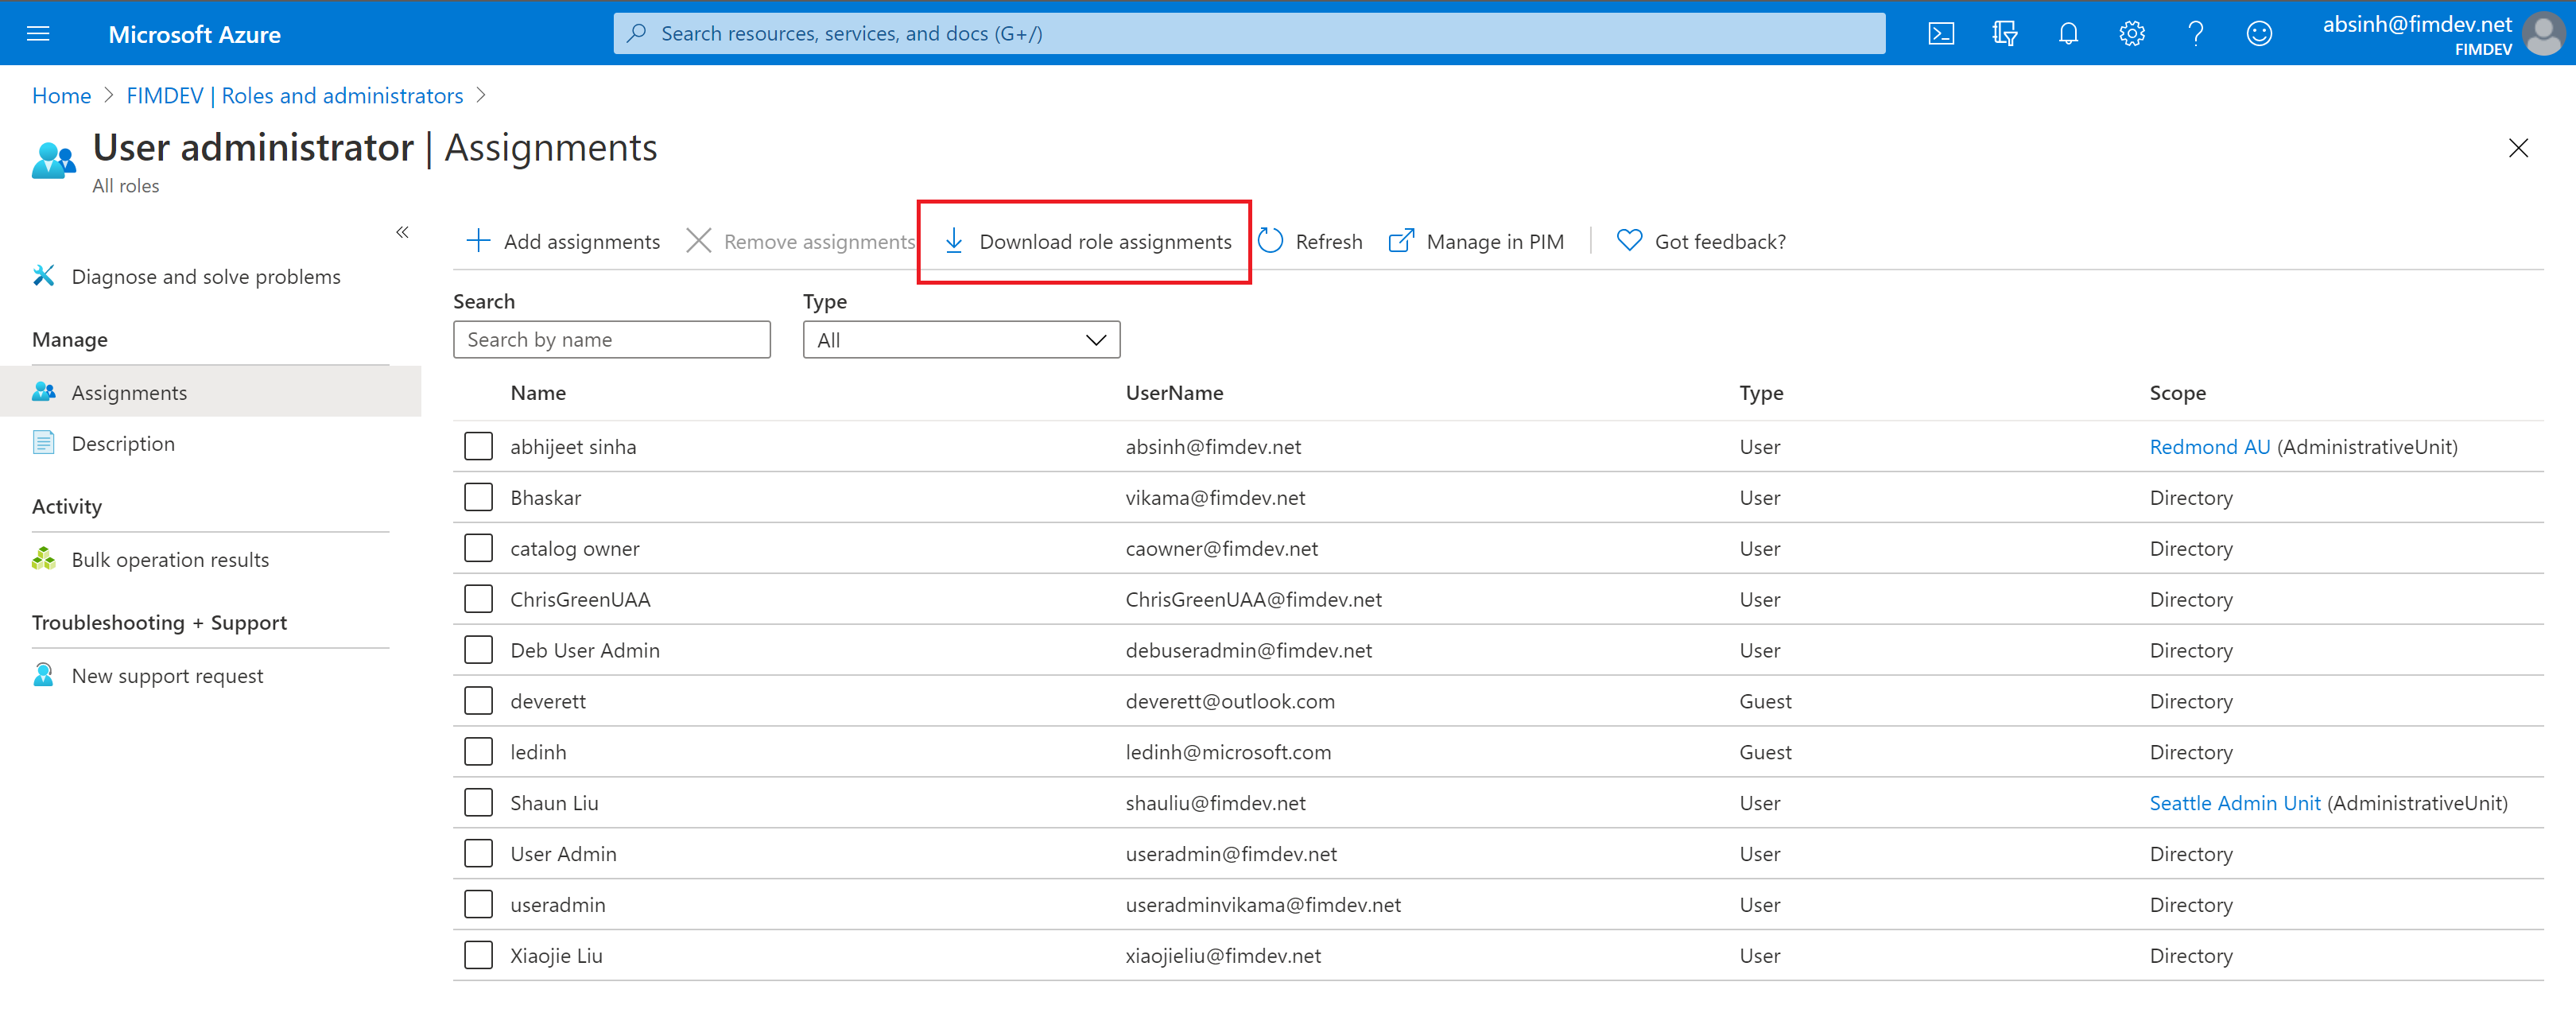 Microsoft Azure
Search resources, services, and docs (G+/)
absinh@fimdev.net
FIMDEV
Home > FIMDEV | Roles and administrators >
User administrator | Assignments
All roles
Add assignments Remove assignments Download role assignments Refresh Manage in PIM Got feedback?
Diagnose and solve problems
Manage
Assignments
Description
Activity
Bulk operation results
Troubleshooting + Support
New support request
Search Type
Search by name All
Name UserName Type Scope
abhijeet sinha absinh@fimdev.net User Redmond AU (AdministrativeUnit)
Bhaskar vikama@fimdev.net User Directory
catalog owner caowner@fimdev.net User Directory
ChrisGreenUAA ChrisGreenUAA@fimdev.net User Directory
Deb User Admin debuseradmin@fimdev.net User Directory
deverett deverett@outlook.com Guest Directory
ledinh ledinh@microsoft.com Guest Directory
Shaun Liu shauliu@fimdev.net User Seattle Admin Unit (AdministrativeUnit)
User Admin useradmin@fimdev.net User Directory
useradmin useradminvikama@fimdev.net User Directory
Xiaojie Liu xiaojieliu@fimdev.net User Directory